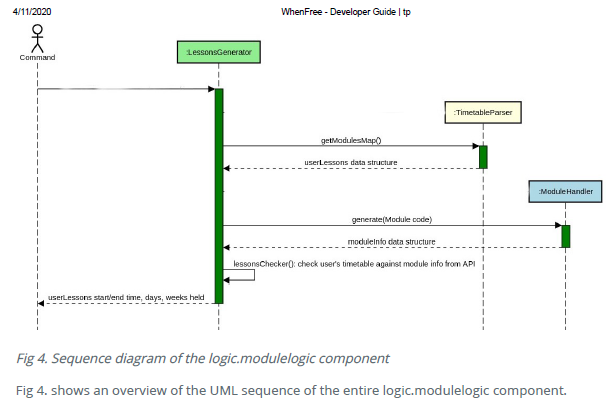 4/11/2020
WhenFree - Developer Guide | tp
Command
:LessonsGenerator
:TimetableParser
getModulesMap()
userLessons data structure
:ModuleHandler
generate(Module code)
moduleInfo data structure
lessonsChecker(): check user's timetable against module info from API
userLessons start/end time, days, weeks held
Fig 4. Sequence diagram of the logic.modulelogic component
Fig 4. shows an overview of the UML sequence of the entire logic.modulelogic component.